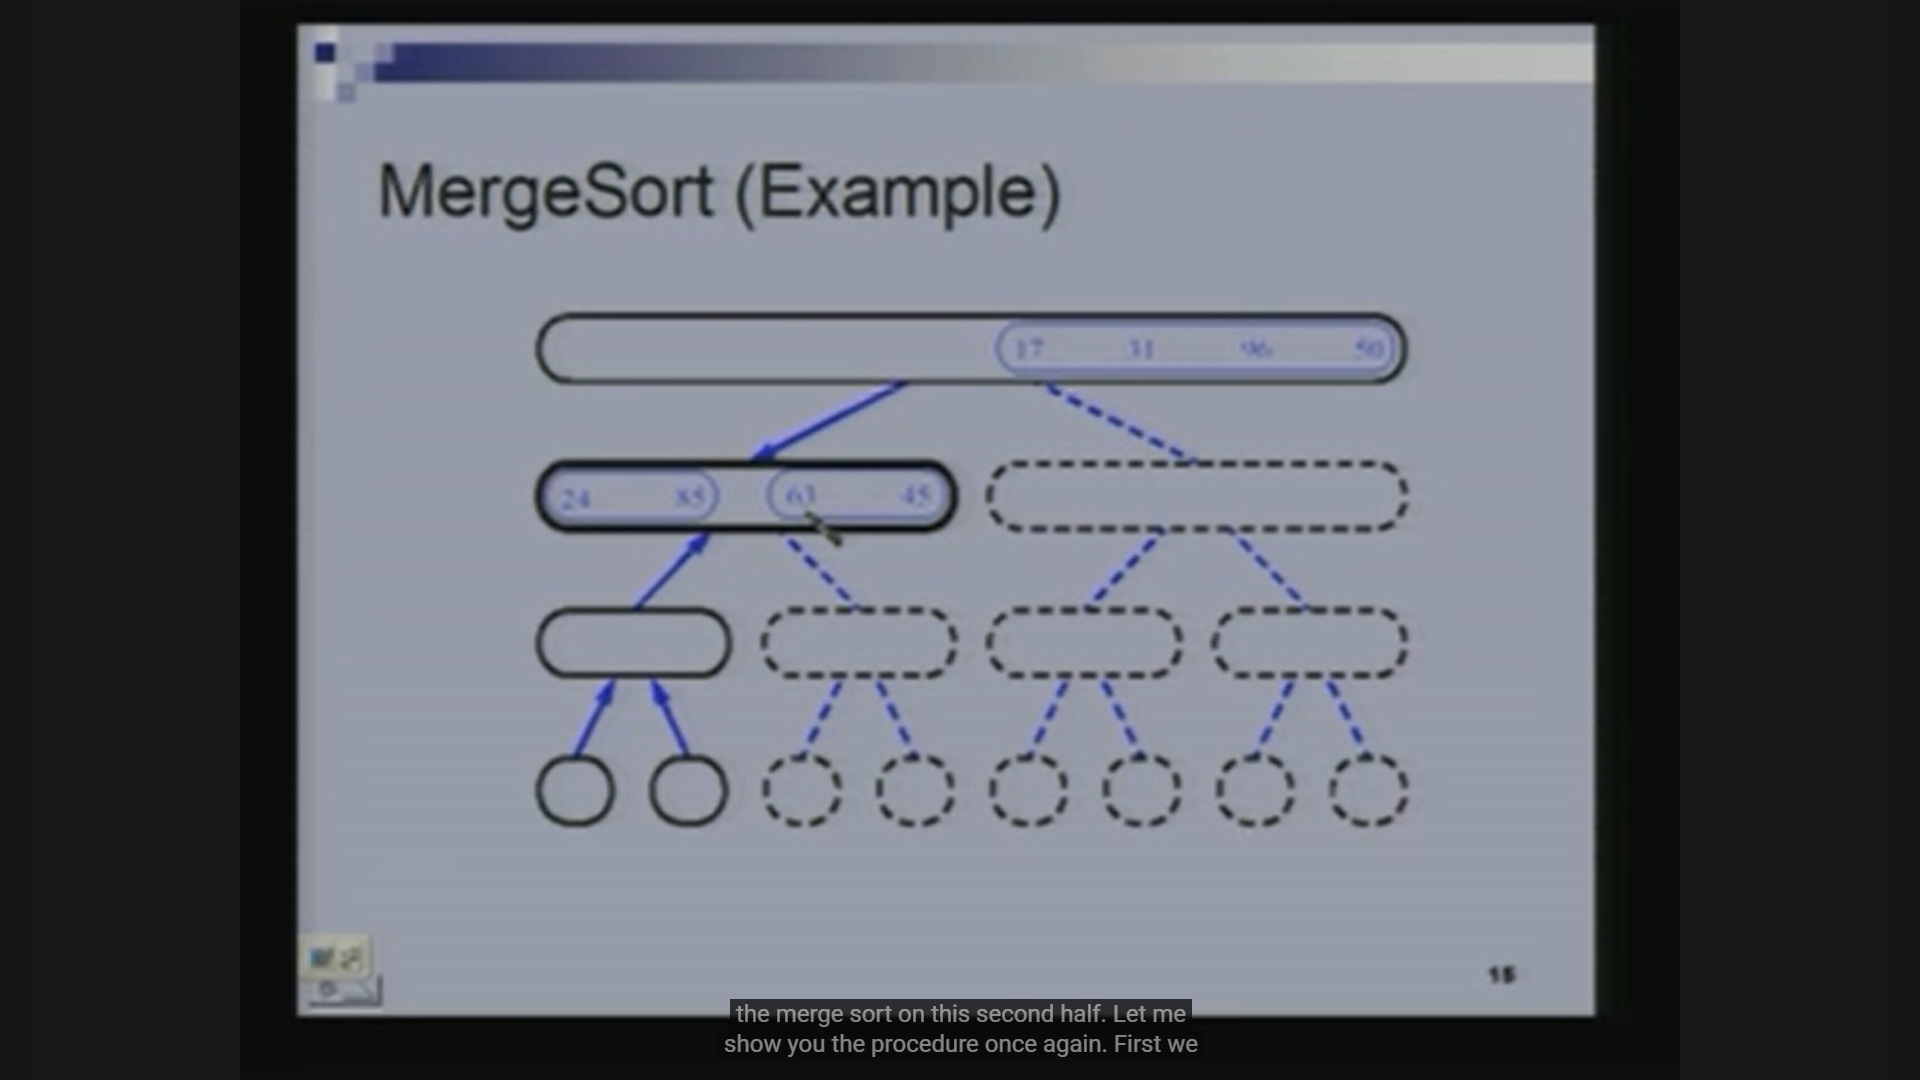 MergeSort (Example)
17 31 96 50
24 85 63 45
15
the merge sort on this second half. Let me
show you the procedure once again. First we